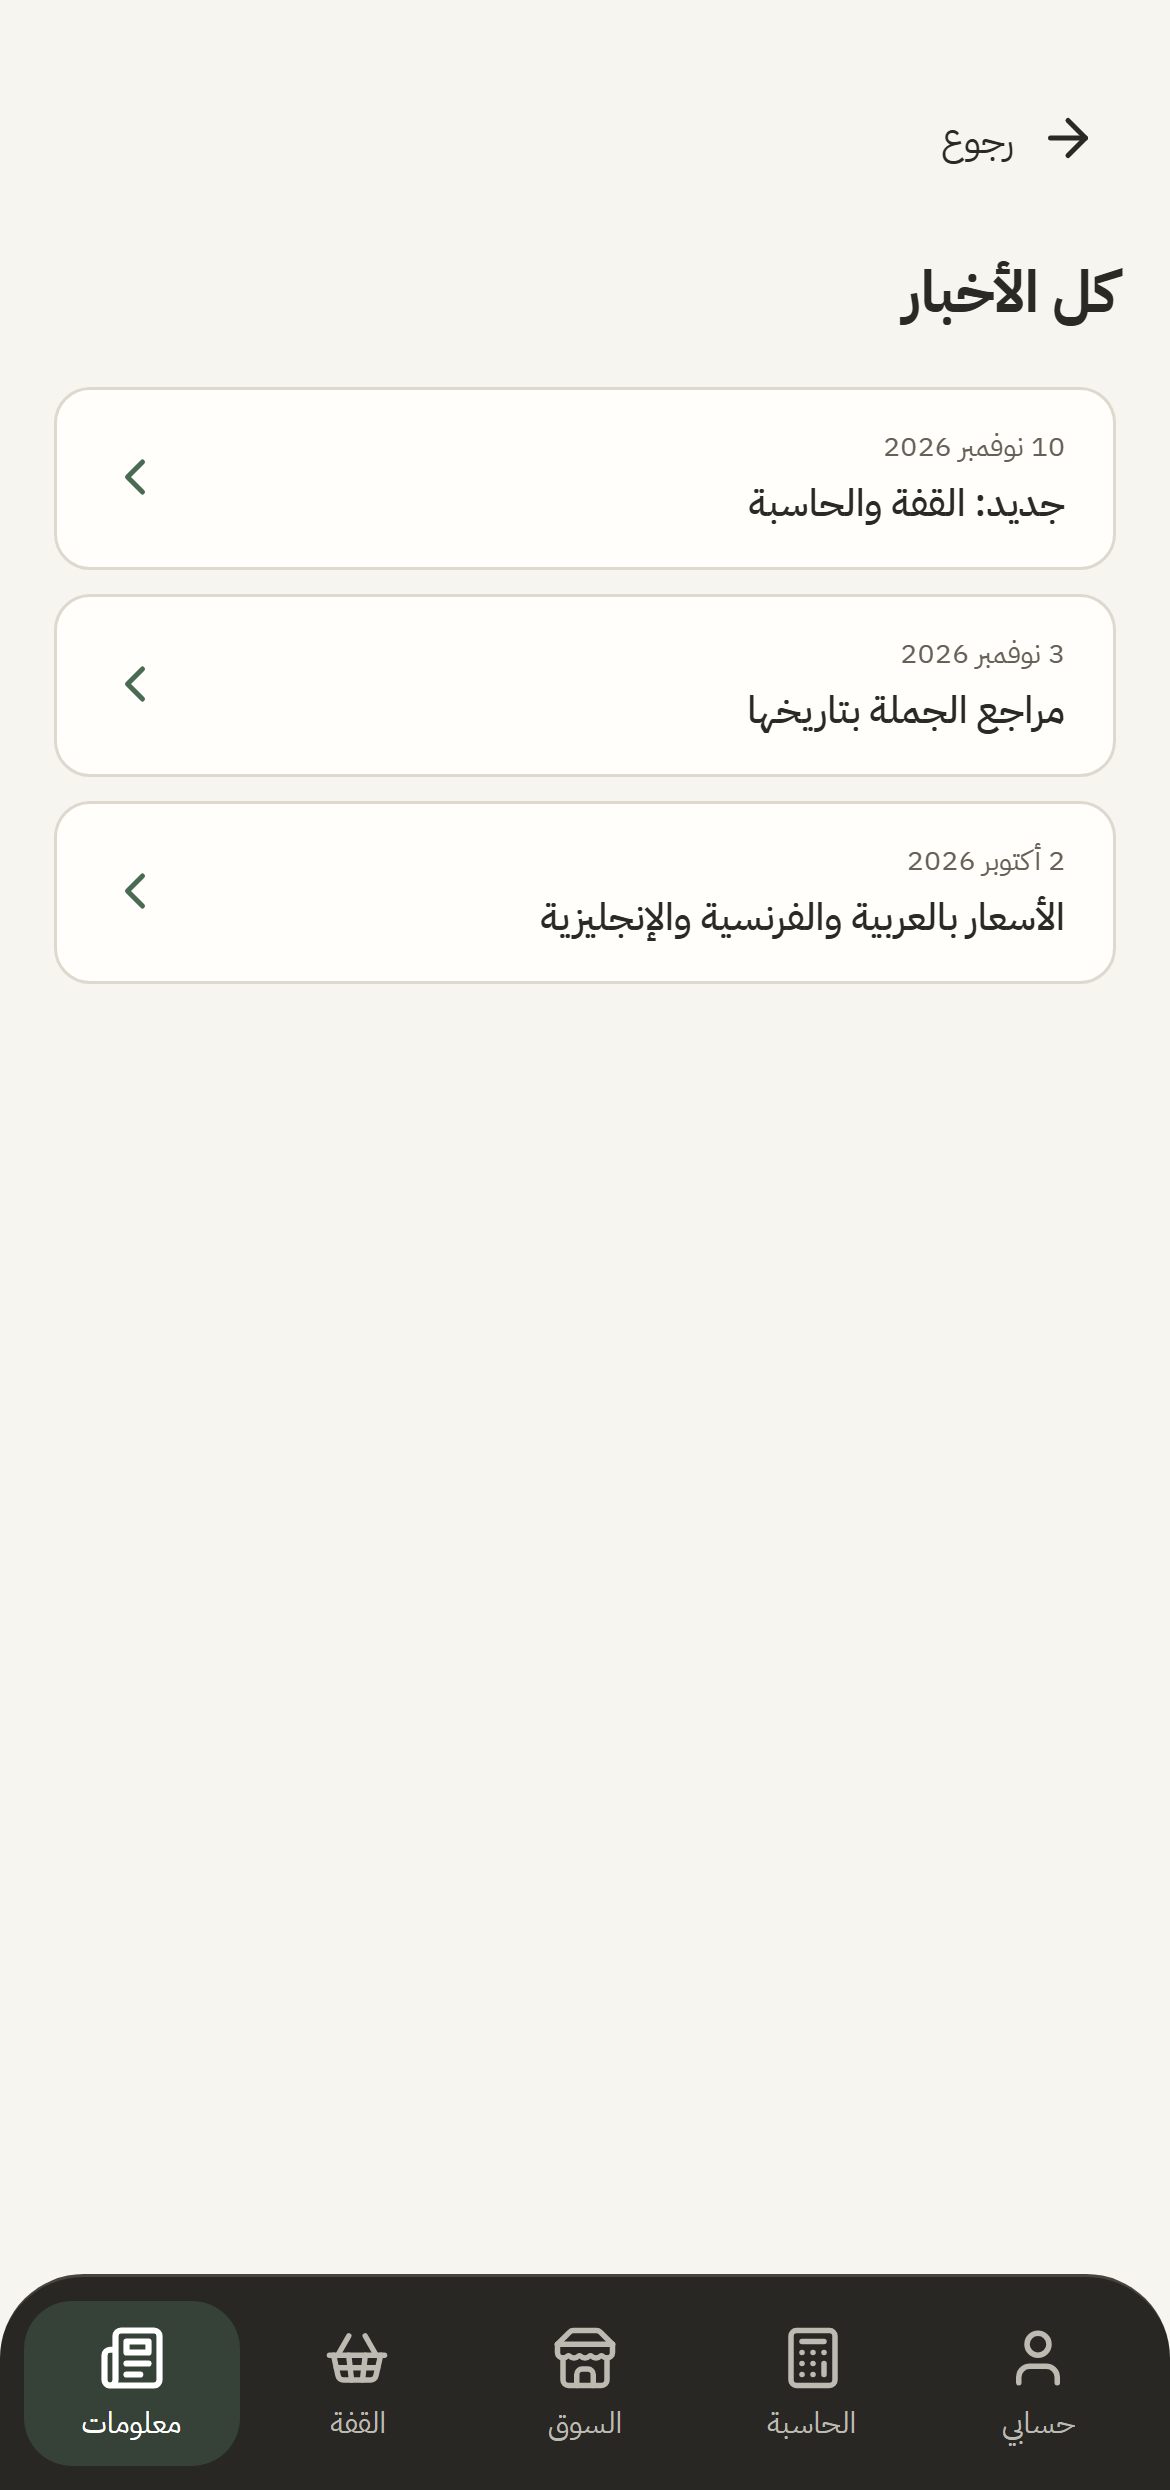 رجوع
كل الأخبار
10 نوفمبر 2026
جديد: القفة والحاسبة
3 نوفمبر 2026
مراجع الجملة بتاريخها
2 أكتوبر 2026
الأسعار بالعربية والفرنسية والإنجليزية
حسابي
الحاسبة
السوق
القفة
معلومات